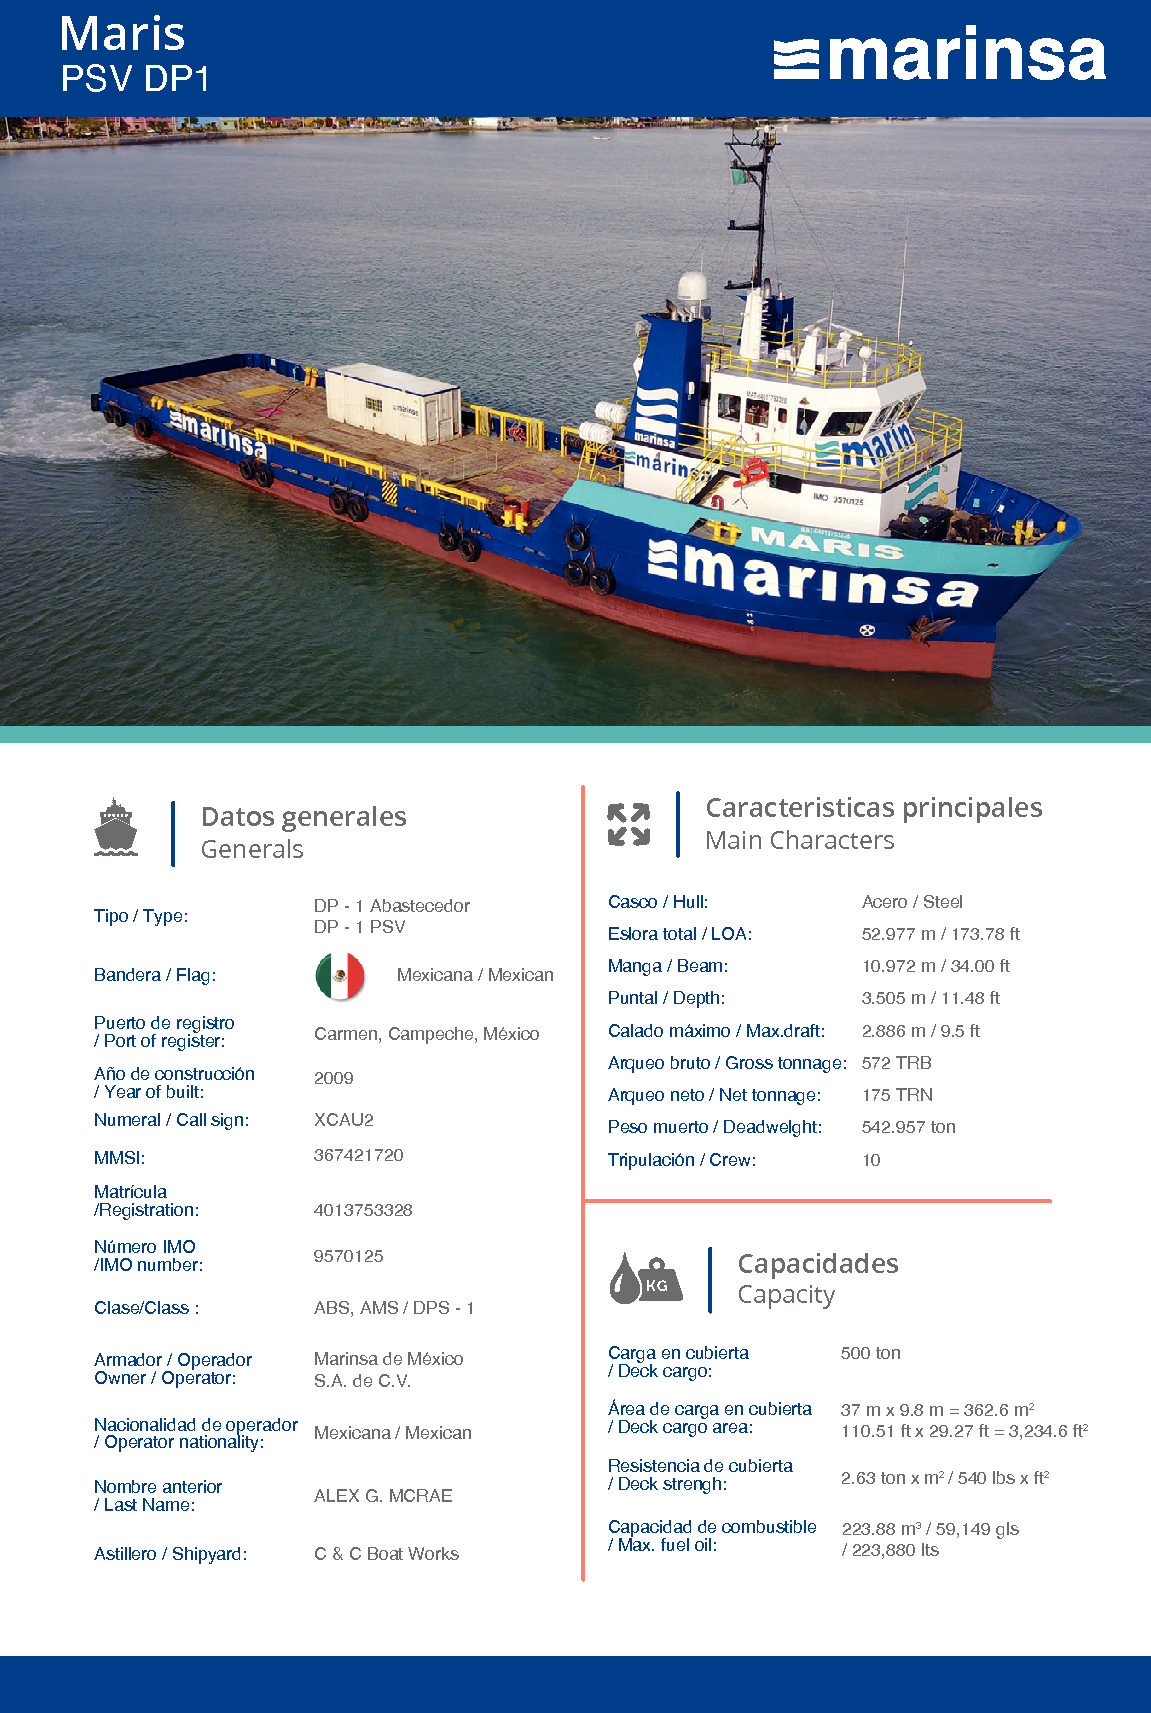 Maris
PSV DP1
marinsa
marinsa
marinsa
marinsa
marin
marin
IMO 9570125
MARIS
marinsa
Datos generales
Generals
Tipo / Type:
DP - 1 Abastecedor
DP - 1 PSV
Bandera / Flag:
Mexicana / Mexican
Puerto de registro
/ Port of register:
Carmen, Campeche, México
Año de construcción
/ Year of built:
2009
Numeral / Call sign:
XCAU2
MMSI:
367421720
Matrícula
/Registration:
4013753328
Número IMO
/IMO number:
9570125
Clase/Class :
ABS, AMS / DPS - 1
Armador / Operador
Owner / Operator:
Marinsa de México
S.A. de C.V.
Nacionalidad de operador
/ Operator nationality:
Mexicana / Mexican
Nombre anterior
/ Last Name:
ALEX G. MCRAE
Astillero / Shipyard:
C & C Boat Works
Caracteristicas principales
Main Characters
Casco / Hull: Acero / Steel
Eslora total / LOA: 52.977 m / 173.78 ft
Manga / Beam: 10.972 m / 34.00 ft
Puntal / Depth: 3.505 m / 11.48 ft
Calado máximo / Max.draft: 2.886 m / 9.5 ft
Arqueo bruto / Gross tonnage: 572 TRB
Arqueo neto / Net tonnage: 175 TRN
Peso muerto / Deadwelght: 542.957 ton
Tripulación / Crew: 10
KG
Capacidades
Capacity
Carga en cubierta
/ Deck cargo:
500 ton
Área de carga en cubierta
/ Deck cargo area:
37 m x 9.8 m = 362.6 m²
110.51 ft x 29.27 ft = 3,234.6 ft²
Resistencia de cubierta
/ Deck strengh:
2.63 ton x m² / 540 lbs x ft²
Capacidad de combustible
/ Max. fuel oil:
223.88 m³ / 59,149 gls
/ 223,880 lts